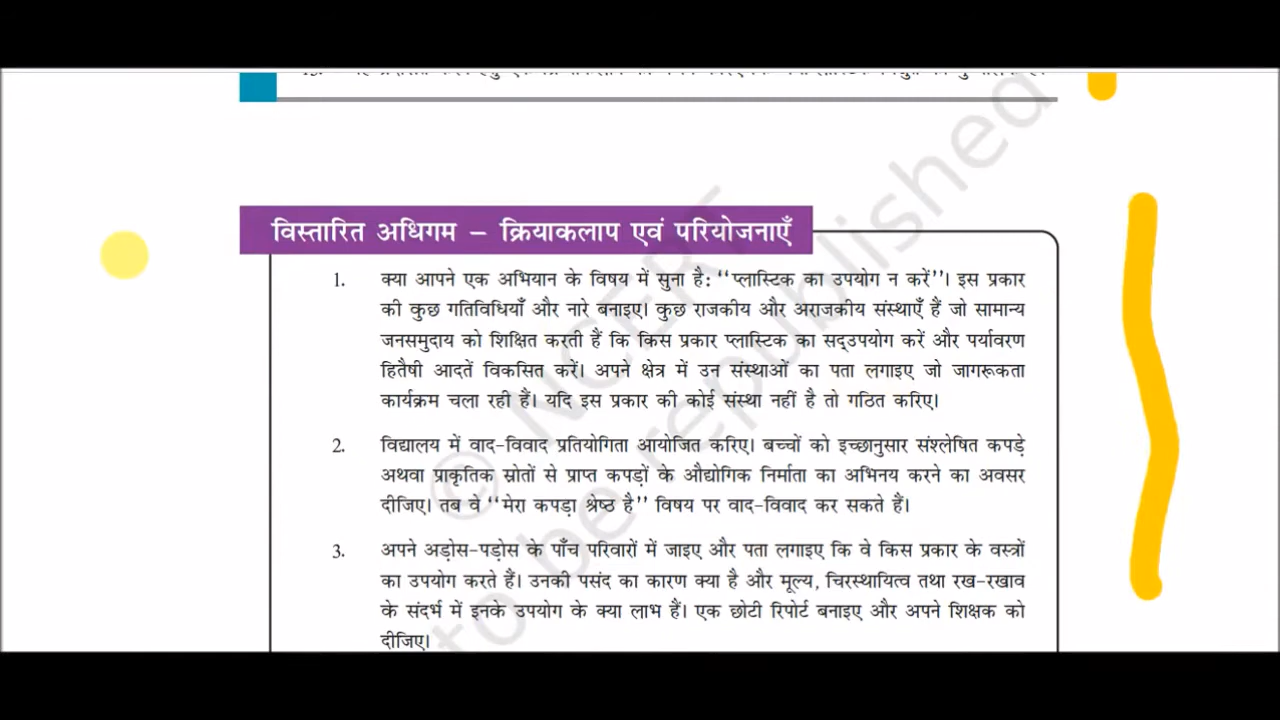 विस्तारित अधिगम – क्रियाकलाप एवं परियोजनाएँ
1. क्या आपने एक अभियान के विषय में सुना है: “प्लास्टिक का उपयोग न करें”। इस प्रकार
की कुछ गतिविधियाँ और नारे बनाइए। कुछ राजकीय और अराजकीय संस्थाएँ हैं जो सामान्य
जनसमुदाय को शिक्षित करती हैं कि किस प्रकार प्लास्टिक का सद्उपयोग करें और पर्यावरण
हितैषी आदतें विकसित करें। अपने क्षेत्र में उन संस्थाओं का पता लगाइए जो जागरूकता
कार्यक्रम चला रही हैं। यदि इस प्रकार की कोई संस्था नहीं है तो गठित करिए।
2. विद्यालय में वाद-विवाद प्रतियोगिता आयोजित करिए। बच्चों को इच्छानुसार संश्लेषित कपड़े
अथवा प्राकृतिक स्रोतों से प्राप्त कपड़ों के औद्योगिक निर्माता का अभिनय करने का अवसर
दीजिए। तब वे “मेरा कपड़ा श्रेष्ठ है” विषय पर वाद-विवाद कर सकते हैं।
3. अपने अड़ोस-पड़ोस के पाँच परिवारों में जाइए और पता लगाइए कि वे किस प्रकार के वस्त्रों
का उपयोग करते हैं। उनकी पसंद का कारण क्या है और मूल्य, चिरस्थायित्व तथा रख-रखाव
के संदर्भ में इनके उपयोग के क्या लाभ हैं। एक छोटी रिपोर्ट बनाइए और अपने शिक्षक को
दीजिए।
© NCERT
to be republished